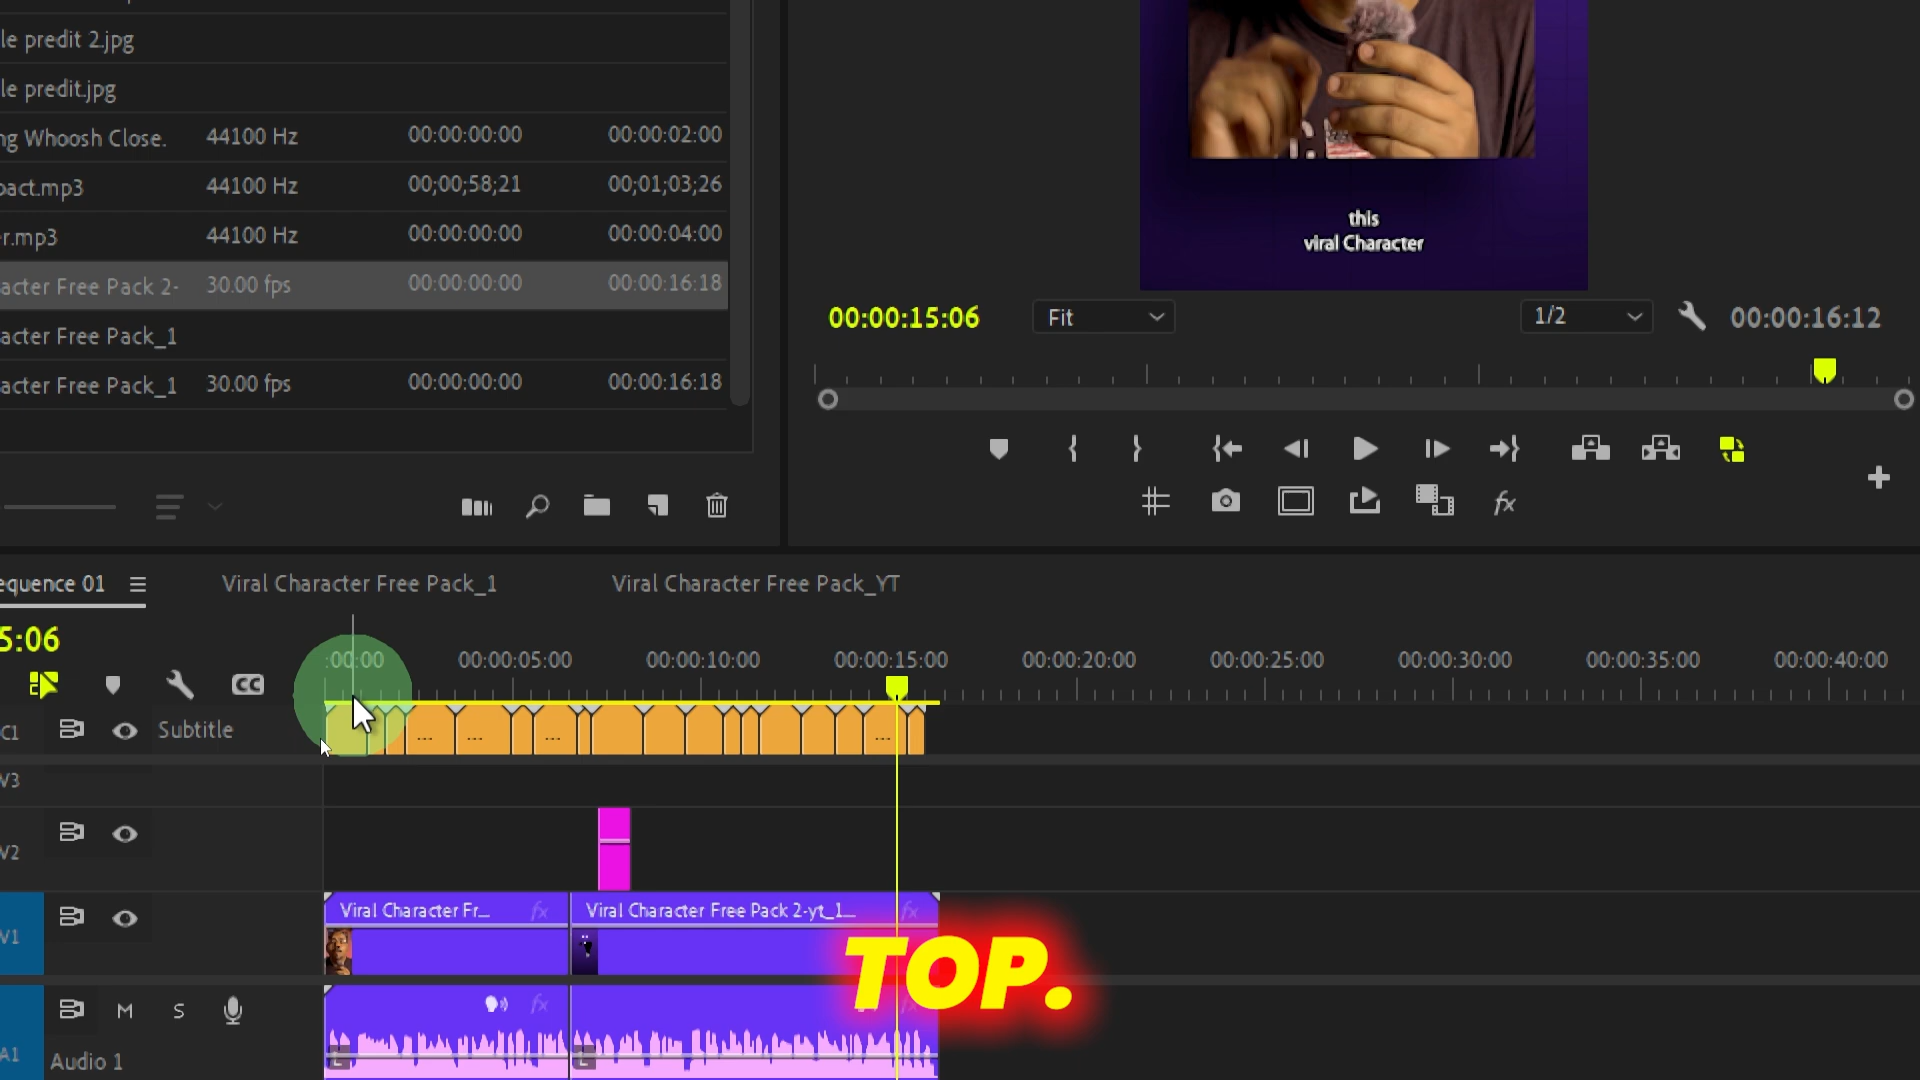 le predit 2.jpg
le predit.jpg
ng Whoosh Close. 44100 Hz 00:00:00:00 00:00:02:00
pact.mp3 44100 Hz 00;00;58;21 00;01;03;26
er.mp3 44100 Hz 00:00:00:00 00:00:04:00
acter Free Pack 2- 30.00 fps 00:00:00:00 00:00:16:18
acter Free Pack_1
acter Free Pack_1 30.00 fps 00:00:00:00 00:00:16:18
this
viral Character
00:00:15:06 Fit 1/2 00:00:16:12
fx
equence 01 Viral Character Free Pack_1 Viral Character Free Pack_YT
5:06
:00:00 00:00:05:00 00:00:10:00 00:00:15:00 00:00:20:00 00:00:25:00 00:00:30:00 00:00:35:00 00:00:40:00
CC
C1 Subtitle ... ... ... ...
V3
V2
V1 Viral Character Fr... fx Viral Character Free Pack 2-yt_1... fx
TOP.
M S fx
A1 Audio 1 L L